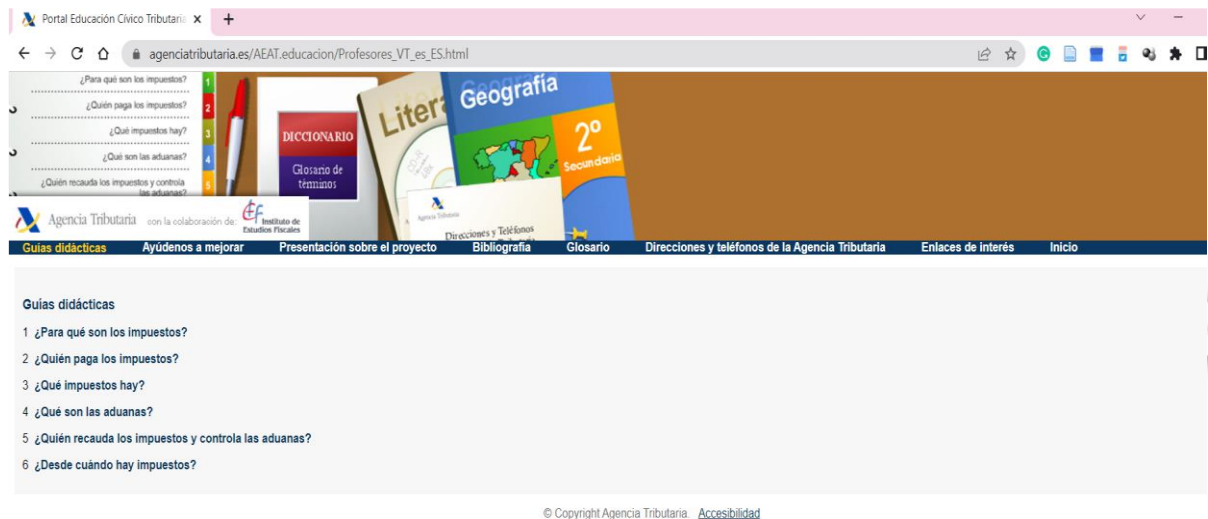 Portal Educación Cívico Tributaria
agenciatributaria.es/AEAT.educacion/Profesores_VT_es_ES.html
¿Para qué son los impuestos? 1
¿Quién paga los impuestos? 2
¿Qué impuestos hay? 3
¿Qué son las aduanas? 4
¿Quién recauda los impuestos y controla 5
las aduanas?
DICCIONARIO
Glosario de
términos
Litera
CD-R
Geografía
2º
Secundaria
Agencia Tributaria
Direcciones y Teléfonos
Agencia Tributaria con la colaboración de: Instituto de
Estudios Fiscales
Guías didácticas Ayúdenos a mejorar Presentación sobre el proyecto Bibliografía Glosario Direcciones y teléfonos de la Agencia Tributaria Enlaces de interés Inicio
Guías didácticas
1 ¿Para qué son los impuestos?
2 ¿Quién paga los impuestos?
3 ¿Qué impuestos hay?
4 ¿Qué son las aduanas?
5 ¿Quién recauda los impuestos y controla las aduanas?
6 ¿Desde cuándo hay impuestos?
© Copyright Agencia Tributaria. Accesibilidad